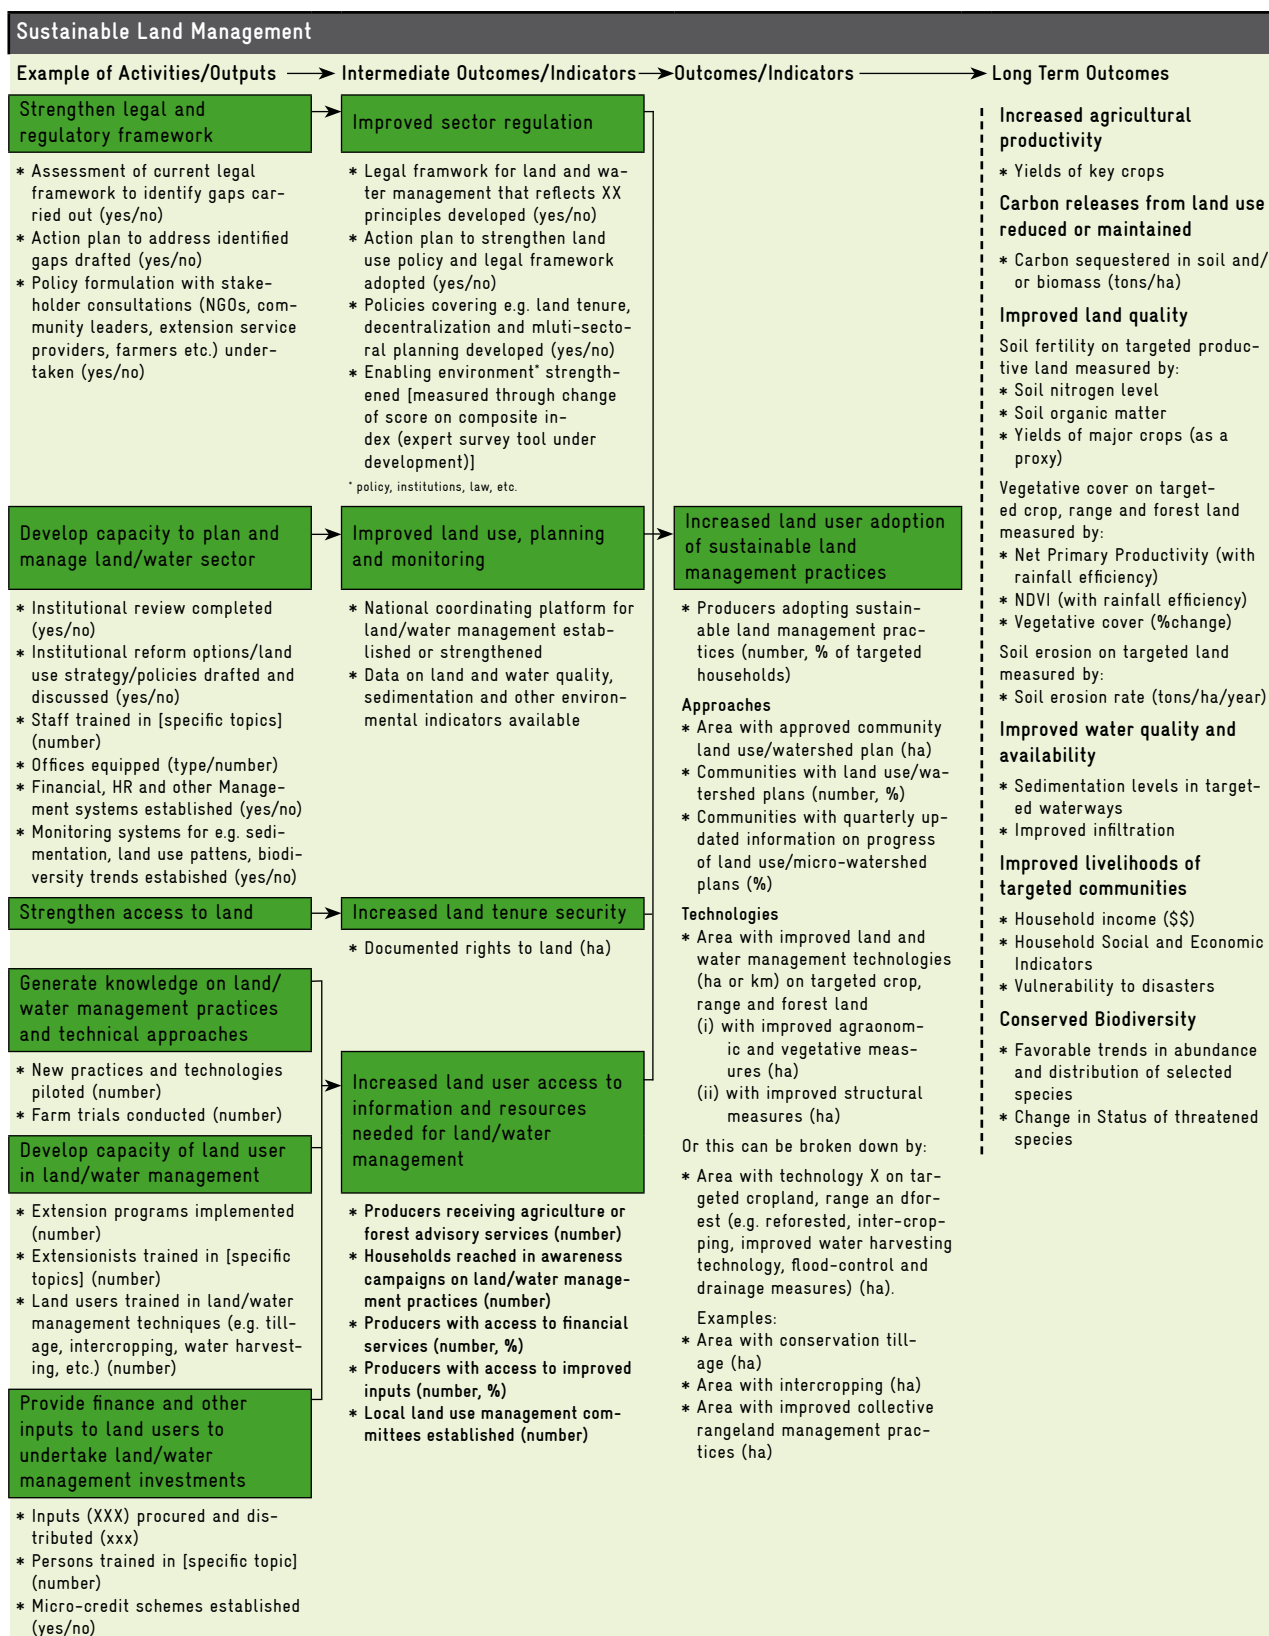 Sustainable Land Management
Example of Activities/Outputs
Intermediate Outcomes/Indicators
Outcomes/Indicators
Long Term Outcomes
Strengthen legal and
regulatory framework
* Assessment of current legal
framework to identify gaps car-
ried out (yes/no)
* Action plan to address identified
gaps drafted (yes/no)
* Policy formulation with stake-
holder consultations (NGOs, com-
munity leaders, extension service
providers, farmers etc.) under-
taken (yes/no)
Develop capacity to plan and
manage land/water sector
* Institutional review completed
(yes/no)
* Institutional reform options/land
use strategy/policies drafted and
discussed (yes/no)
* Staff trained in [specific topics]
(number)
* Offices equipped (type/number)
* Financial, HR and other Manage-
ment systems established (yes/no)
* Monitoring systems for e.g. sedi-
mentation, land use pattens, biodi-
versity trends estabished (yes/no)
Strengthen access to land
Generate knowledge on land/
water management practices
and technical approaches
* New practices and technologies
piloted (number)
* Farm trials conducted (number)
Develop capacity of land user
in land/water management
* Extension programs implemented
(number)
* Extensionists trained in [specific
topics] (number)
* Land users trained in land/water
management techniques (e.g. till-
age, intercropping, water harvest-
ing, etc.) (number)
Provide finance and other
inputs to land users to
undertake land/water
management investments
* Inputs (XXX) procured and dis-
tributed (xxx)
* Persons trained in [specific topic]
(number)
* Micro-credit schemes established
(yes/no)
Improved sector regulation
* Legal framwork for land and wa-
ter management that reflects XX
principles developed (yes/no)
* Action plan to strengthen land
use policy and legal framework
adopted (yes/no)
* Policies covering e.g. land tenure,
decentralization and mluti-secto-
ral planning developed (yes/no)
* Enabling environment* strength-
ened [measured through change
of score on composite in-
dex (expert survey tool under
development)]
* policy, institutions, law, etc.
Improved land use, planning
and monitoring
* National coordinating platform for
land/water management estab-
lished or strengthened
* Data on land and water quality,
sedimentation and other environ-
mental indicators available
Increased land tenure security
* Documented rights to land (ha)
Increased land user access to
information and resources
needed for land/water
management
* Producers receiving agriculture or
forest advisory services (number)
* Households reached in awareness
campaigns on land/water manage-
ment practices (number)
* Producers with access to financial
services (number, %)
* Producers with access to improved
inputs (number, %)
* Local land use management com-
mittees established (number)
Increased land user adoption
of sustainable land
management practices
* Producers adopting sustain-
able land management prac-
tices (number, % of targeted
households)
Approaches
* Area with approved community
land use/watershed plan (ha)
* Communities with land use/wa-
tershed plans (number, %)
* Communities with quarterly up-
dated information on progress
of land use/micro-watershed
plans (%)
Technologies
* Area with improved land and
water management technologies
(ha or km) on targeted crop,
range and forest land
(i) with improved agraonom-
ic and vegetative meas-
ures (ha)
(ii) with improved structural
measures (ha)
Or this can be broken down by:
* Area with technology X on tar-
geted cropland, range an dfor-
est (e.g. reforested, inter-crop-
ping, improved water harvesting
technology, flood-control and
drainage measures) (ha).
Examples:
* Area with conservation till-
age (ha)
* Area with intercropping (ha)
* Area with improved collective
rangeland management prac-
tices (ha)
Increased agricultural
productivity
* Yields of key crops
Carbon releases from land use
reduced or maintained
* Carbon sequestered in soil and/
or biomass (tons/ha)
Improved land quality
Soil fertility on targeted produc-
tive land measured by:
* Soil nitrogen level
* Soil organic matter
* Yields of major crops (as a
proxy)
Vegetative cover on target-
ed crop, range and forest land
measured by:
* Net Primary Productivity (with
rainfall efficiency)
* NDVI (with rainfall efficiency)
* Vegetative cover (%change)
Soil erosion on targeted land
measured by:
* Soil erosion rate (tons/ha/year)
Improved water quality and
availability
* Sedimentation levels in target-
ed waterways
* Improved infiltration
Improved livelihoods of
targeted communities
* Household income ($$)
* Household Social and Economic
Indicators
* Vulnerability to disasters
Conserved Biodiversity
* Favorable trends in abundance
and distribution of selected
species
* Change in Status of threatened
species